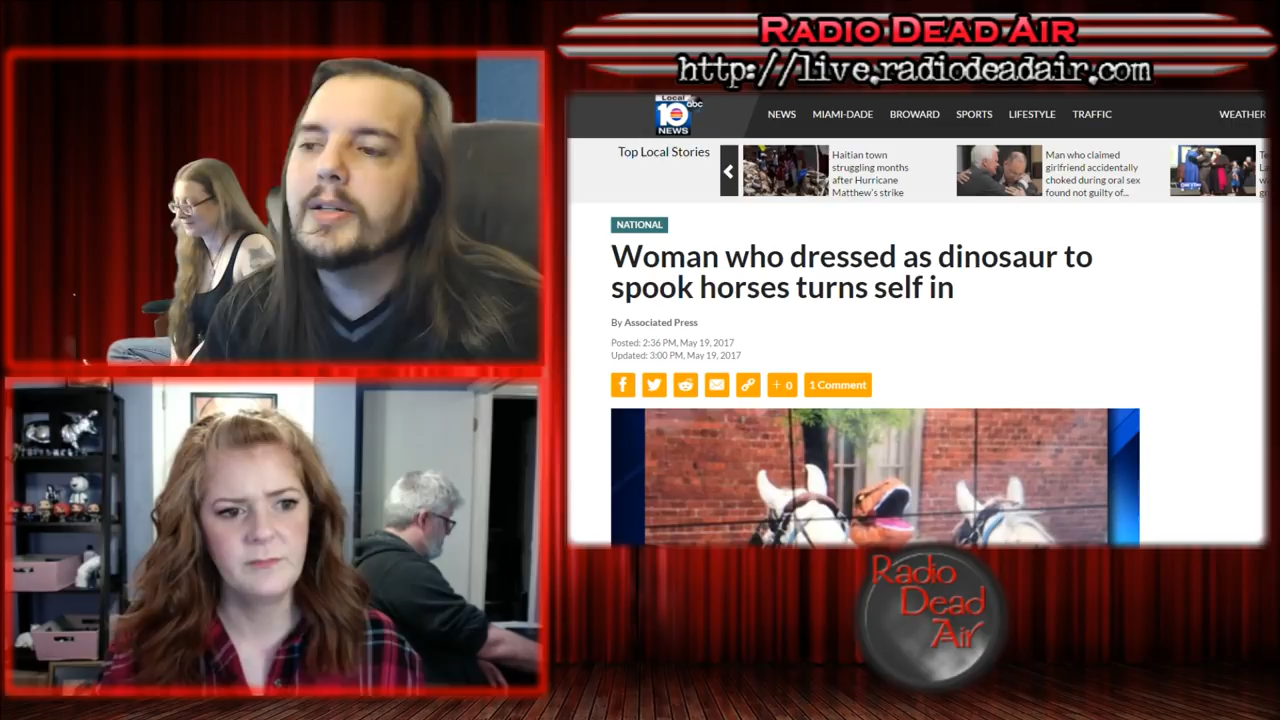 RADIO DEAD AIR
http://live.radiodeadair.com
Local
10 abc
NEWS
NEWS MIAMI-DADE BROWARD SPORTS LIFESTYLE TRAFFIC WEATHER
Top Local Stories
Haitian town
struggling months
after Hurricane
Matthew's strike
Man who claimed
girlfriend accidentally
choked during oral sex
found not guilty of...
NATIONAL
Woman who dressed as dinosaur to
spook horses turns self in
By Associated Press
Posted: 2:36 PM, May 19, 2017
Updated: 3:00 PM, May 19, 2017
+ 0
1 Comment
Radio
Dead
Air